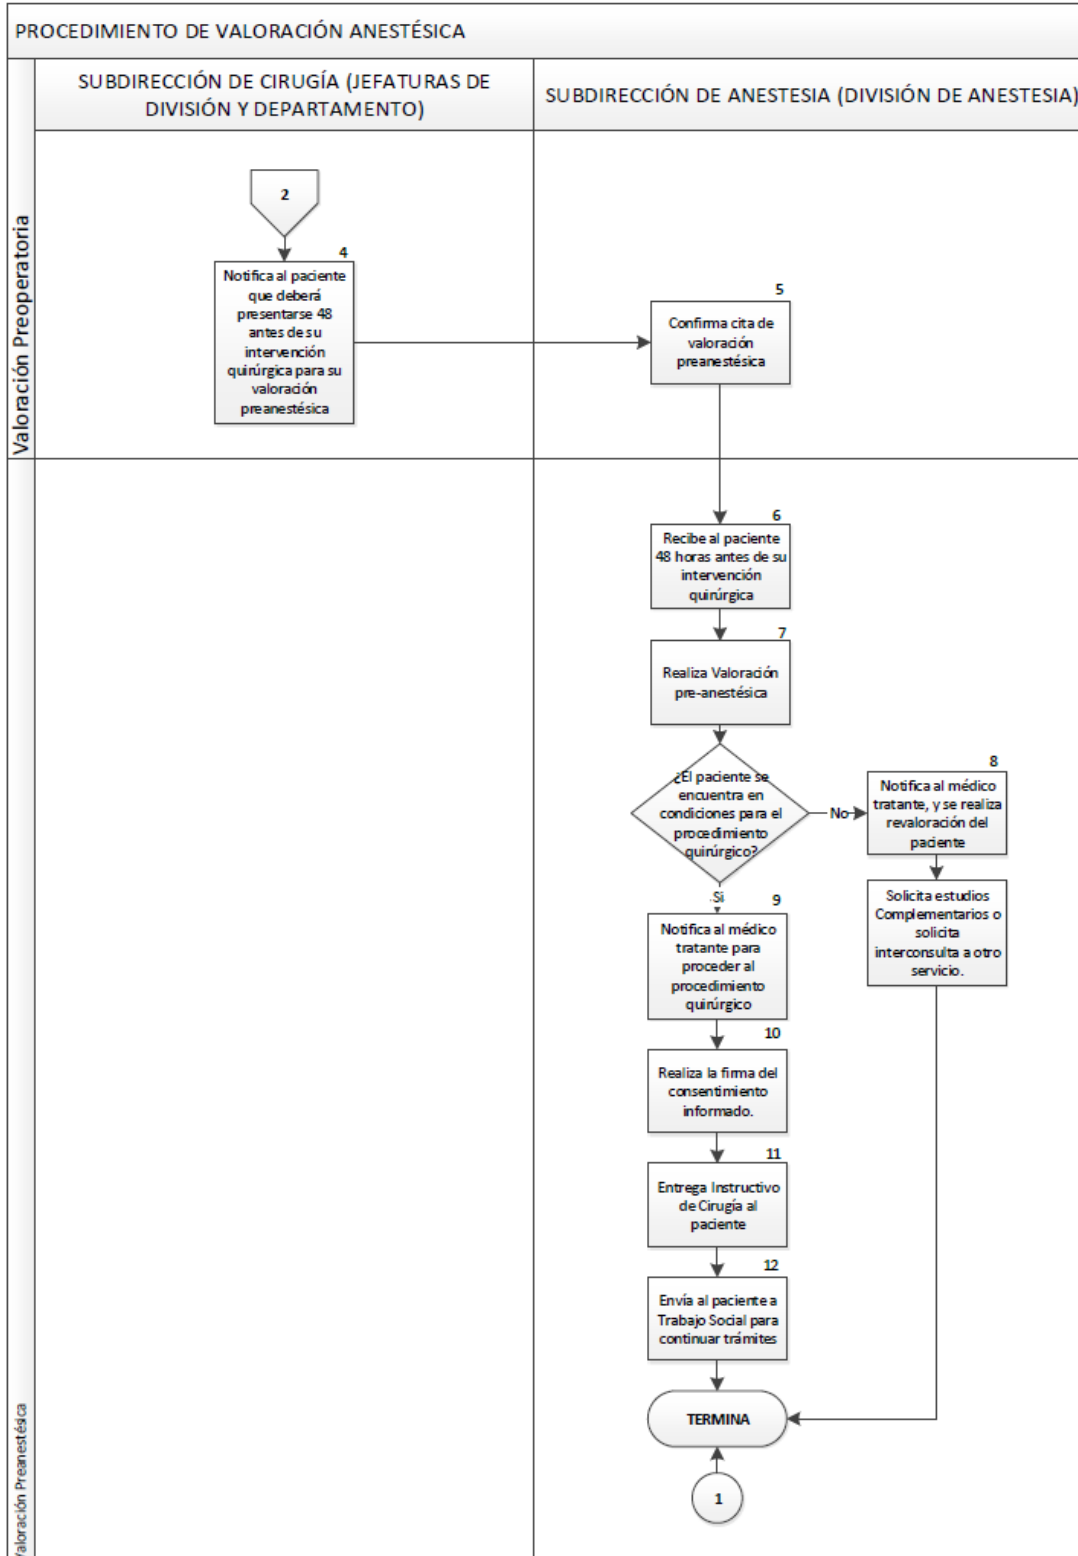 PROCEDIMIENTO DE VALORACIÓN ANESTÉSICA
SUBDIRECCIÓN DE CIRUGÍA (JEFATURAS DE
DIVISIÓN Y DEPARTAMENTO)
SUBDIRECCIÓN DE ANESTESIA (DIVISIÓN DE ANESTESIA)
Valoración Preoperatoria
2
4
Notifica al paciente
que deberá
presentarse 48
antes de su
intervención
quirúrgica para su
valoración
preanestésica
5
Confirma cita de
valoración
preanestésica
Valoración Preanestésica
6
Recibe al paciente
48 horas antes de su
intervención
quirúrgica
7
Realiza Valoración
pre-anestésica
¿El paciente se
encuentra en
condiciones para el
procedimiento
quirúrgico?
No
8
Notifica al médico
tratante, y se realiza
revaloración del
paciente
Solicita estudios
Complementarios o
solicita
interconsulta a otro
servicio.
Si
9
Notifica al médico
tratante para
proceder al
procedimiento
quirúrgico
10
Realiza la firma del
consentimiento
informado.
11
Entrega Instructivo
de Cirugía al
paciente
12
Envía al paciente a
Trabajo Social para
continuar trámites
TERMINA
1